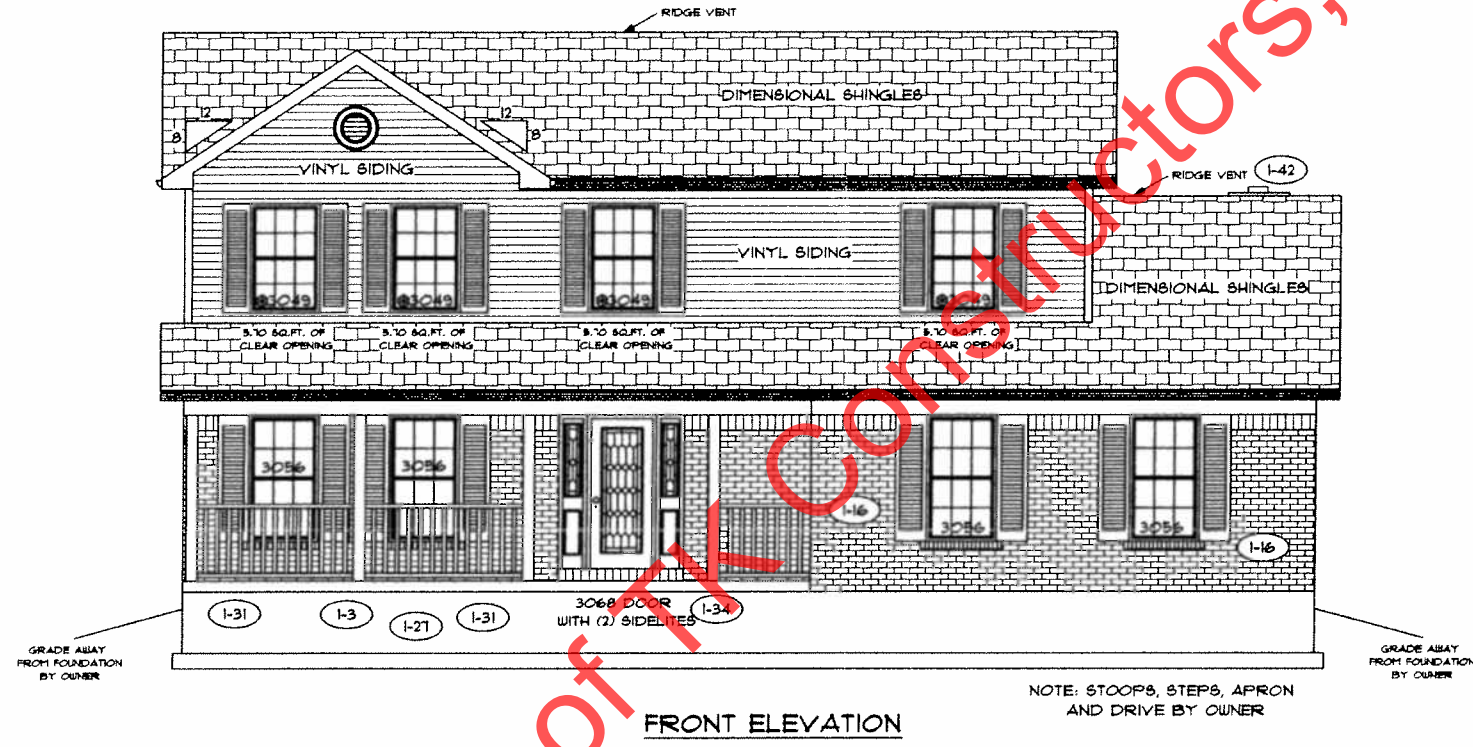 RIDGE VENT
DIMENSIONAL SHINGLES
12
8
12
8
VINYL SIDING
RIDGE VENT
1-42
VINYL SIDING
DIMENSIONAL SHINGLES
3049
3049
3049
3049
5.70 SQ.FT. OF
CLEAR OPENING
5.70 SQ.FT. OF
CLEAR OPENING
5.70 SQ.FT. OF
CLEAR OPENING
5.70 SQ.FT. OF
CLEAR OPENING
3056
3056
3056
3056
1-16
1-16
1-31
1-3
1-27
1-31
3068 DOOR
WITH (2) SIDELITES
1-34
GRADE AWAY
FROM FOUNDATION
BY OWNER
GRADE AWAY
FROM FOUNDATION
BY OWNER
NOTE: STOOPS, STEPS, APRON
AND DRIVE BY OWNER
FRONT ELEVATION
of TK Constructors,